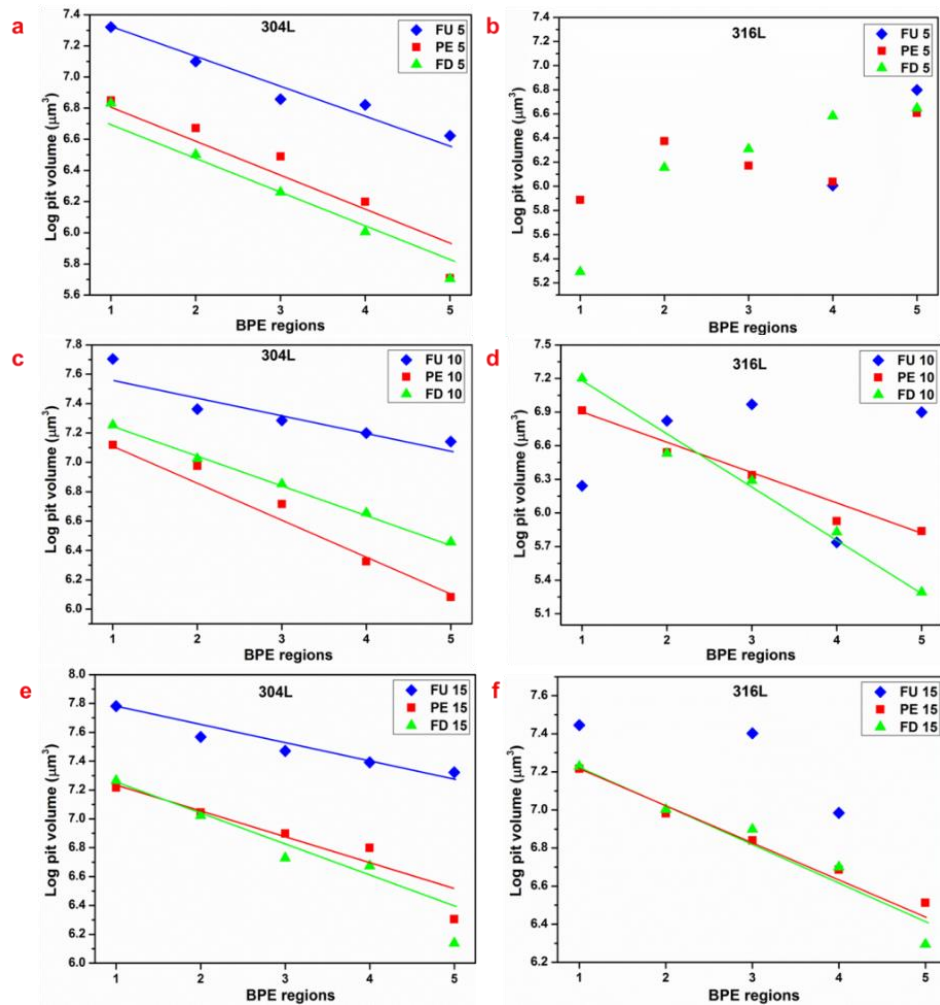 a
304L
FU 5
PE 5
FD 5
Log pit volume (µm³)
7.4
7.2
7.0
6.8
6.6
6.4
6.2
6.0
5.8
5.6
1 2 3 4 5
BPE regions
b
316L
FU 5
PE 5
FD 5
Log pit volume (µm³)
7.4
7.2
7.0
6.8
6.6
6.4
6.2
6.0
5.8
5.6
5.4
5.2
1 2 3 4 5
BPE regions
c
304L
FU 10
PE 10
FD 10
Log pit volume (µm³)
7.8
7.6
7.4
7.2
7.0
6.8
6.6
6.4
6.2
6.0
1 2 3 4 5
BPE regions
d
316L
FU 10
PE 10
FD 10
Log pit volume (µm³)
7.5
7.2
6.9
6.6
6.3
6.0
5.7
5.4
5.1
1 2 3 4 5
BPE regions
e
304L
FU 15
PE 15
FD 15
Log pit volume (µm³)
8.0
7.8
7.6
7.4
7.2
7.0
6.8
6.6
6.4
6.2
6.0
1 2 3 4 5
BPE regions
f
316L
FU 15
PE 15
FD 15
Log pit volume (µm³)
7.6
7.4
7.2
7.0
6.8
6.6
6.4
6.2
1 2 3 4 5
BPE regions